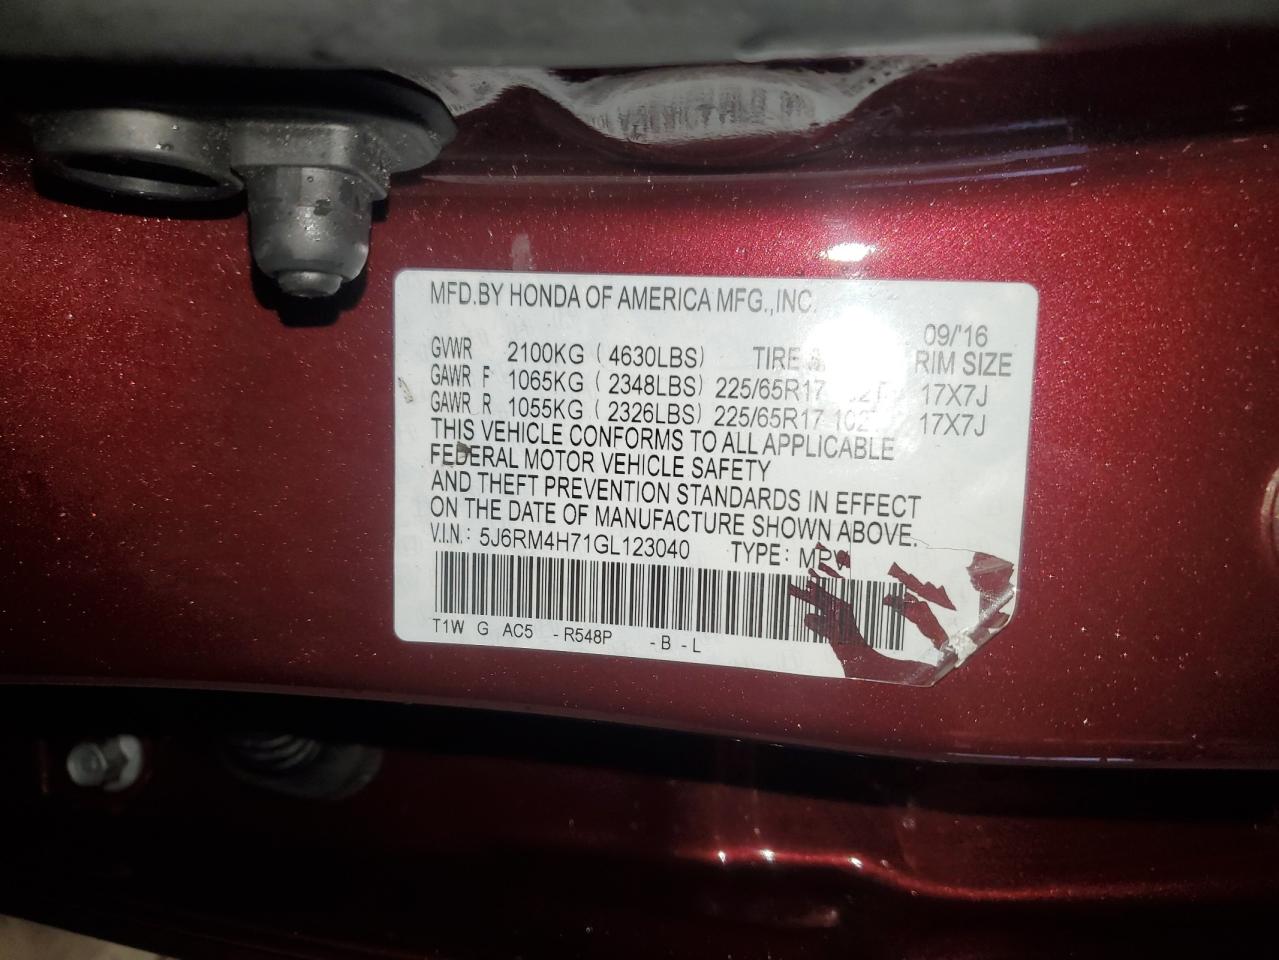 MFD.BY HONDA OF AMERICA MFG.,INC.
09/'16
GVWR 2100KG ( 4630LBS) TIRE RIM SIZE
GAWR F 1065KG ( 2348LBS) 225/65R17 17X7J
GAWR R 1055KG ( 2326LBS) 225/65R17 17X7J
THIS VEHICLE CONFORMS TO ALL APPLICABLE
FEDERAL MOTOR VEHICLE SAFETY
AND THEFT PREVENTION STANDARDS IN EFFECT
ON THE DATE OF MANUFACTURE SHOWN ABOVE.
V.I.N.: 5J6RM4H71GL123040 TYPE: MPV
T1W G AC5 -R548P -B -L